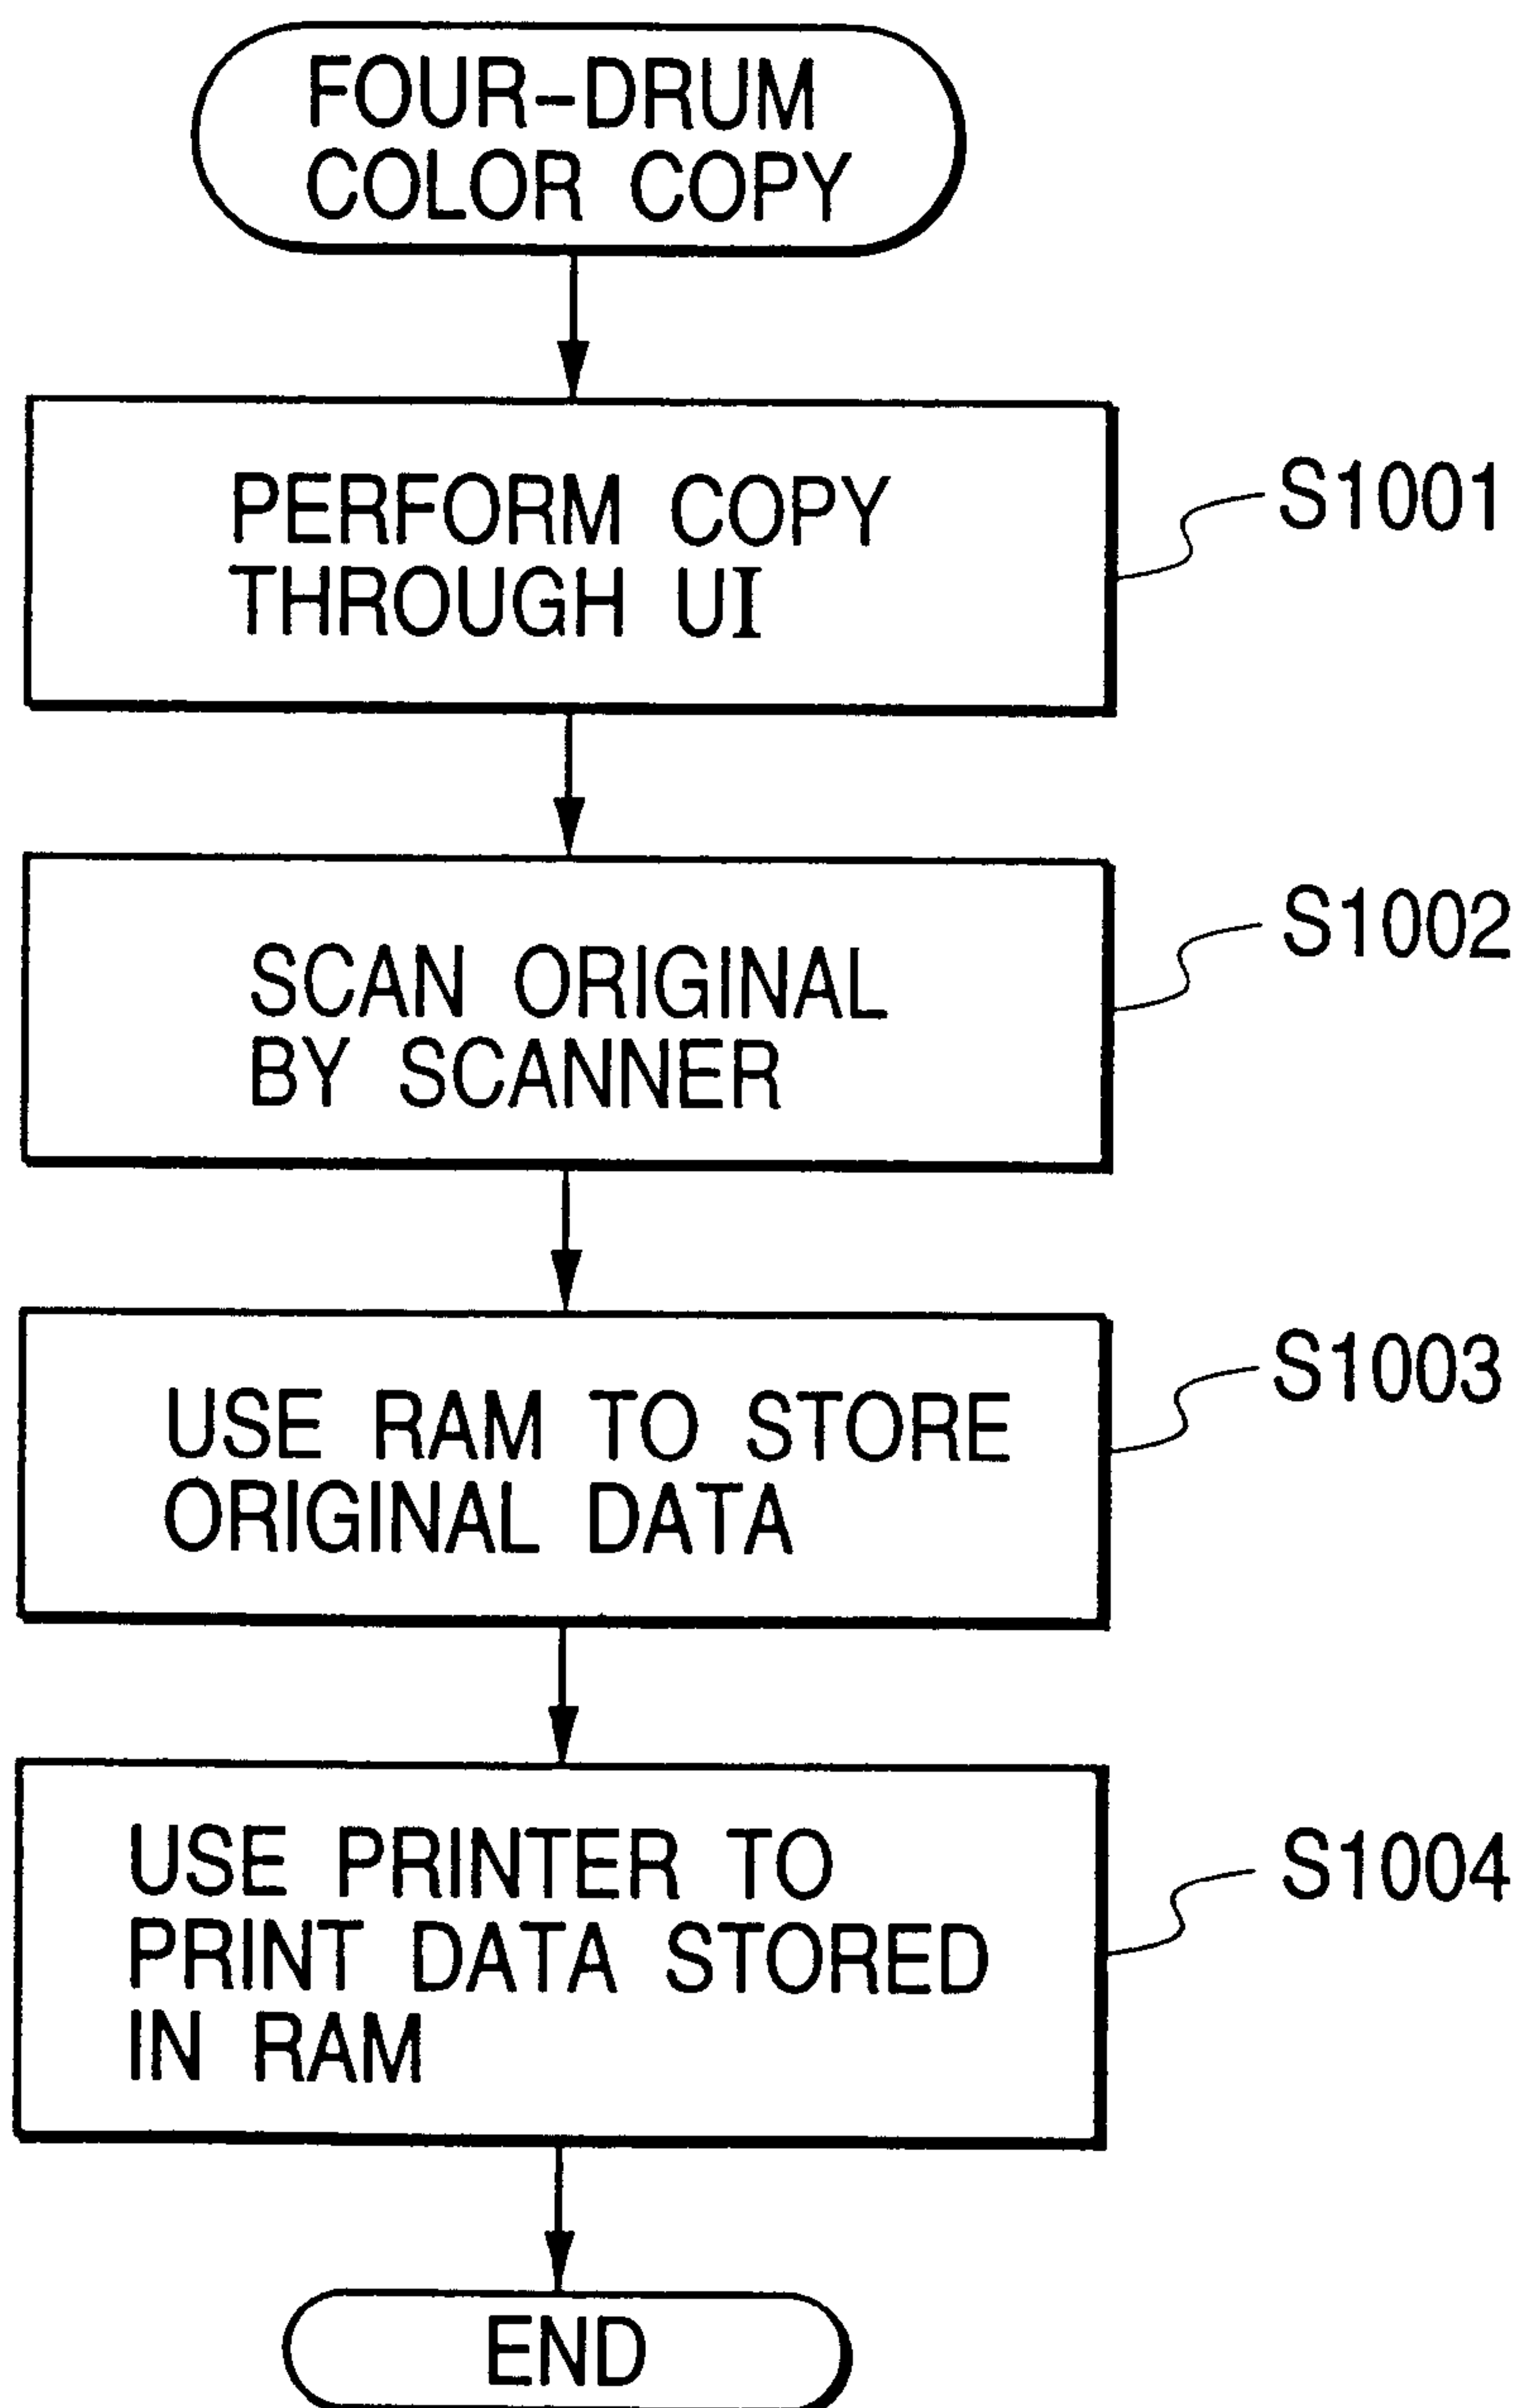 FOUR-DRUM
COLOR COPY
PERFORM COPY
THROUGH UI
S1001
SCAN ORIGINAL
BY SCANNER
S1002
USE RAM TO STORE
ORIGINAL DATA
S1003
USE PRINTER TO
PRINT DATA STORED
IN RAM
S1004
END